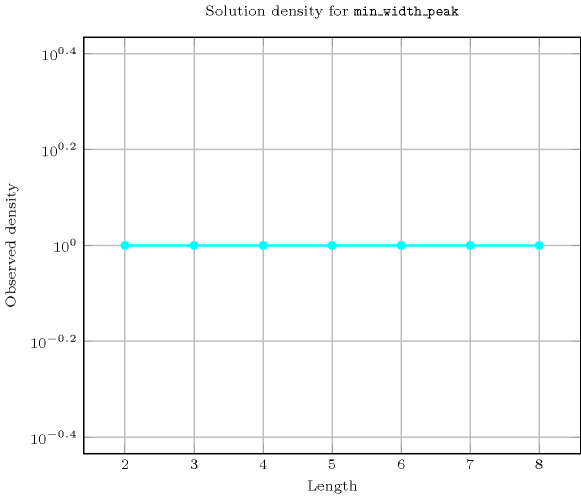 Solution density for min_width_peak
10^0.4
10^0.2
10^0
10^−0.2
10^−0.4
Observed density
2 3 4 5 6 7 8
Length